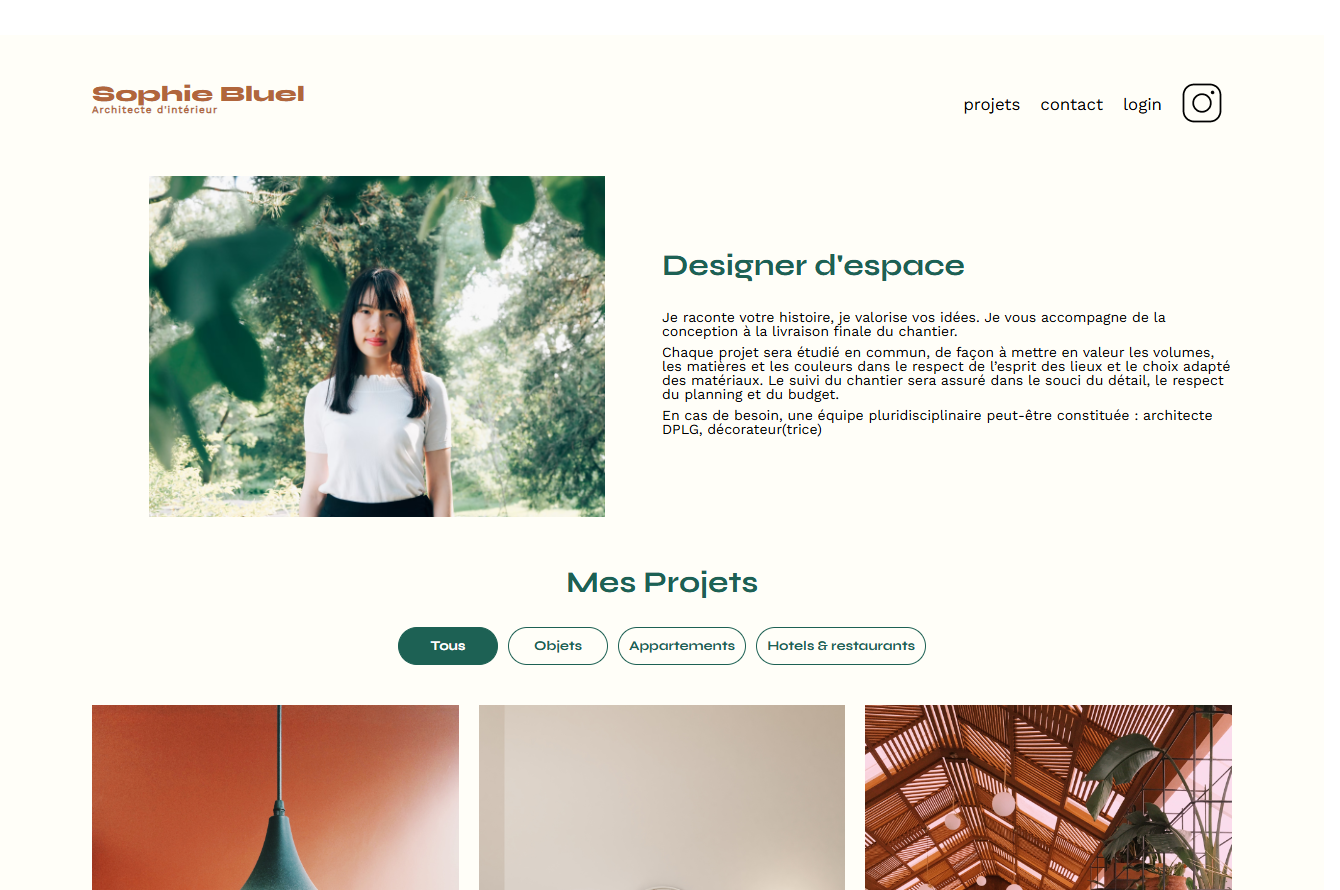 Sophie Bluel
Architecte d'intérieur
projets contact login
Designer d'espace
Je raconte votre histoire, je valorise vos idées. Je vous accompagne de la
conception à la livraison finale du chantier.
Chaque projet sera étudié en commun, de façon à mettre en valeur les volumes,
les matières et les couleurs dans le respect de l’esprit des lieux et le choix adapté
des matériaux. Le suivi du chantier sera assuré dans le souci du détail, le respect
du planning et du budget.
En cas de besoin, une équipe pluridisciplinaire peut-être constituée : architecte
DPLG, décorateur(trice)
Mes Projets
Tous Objets Appartements Hotels & restaurants